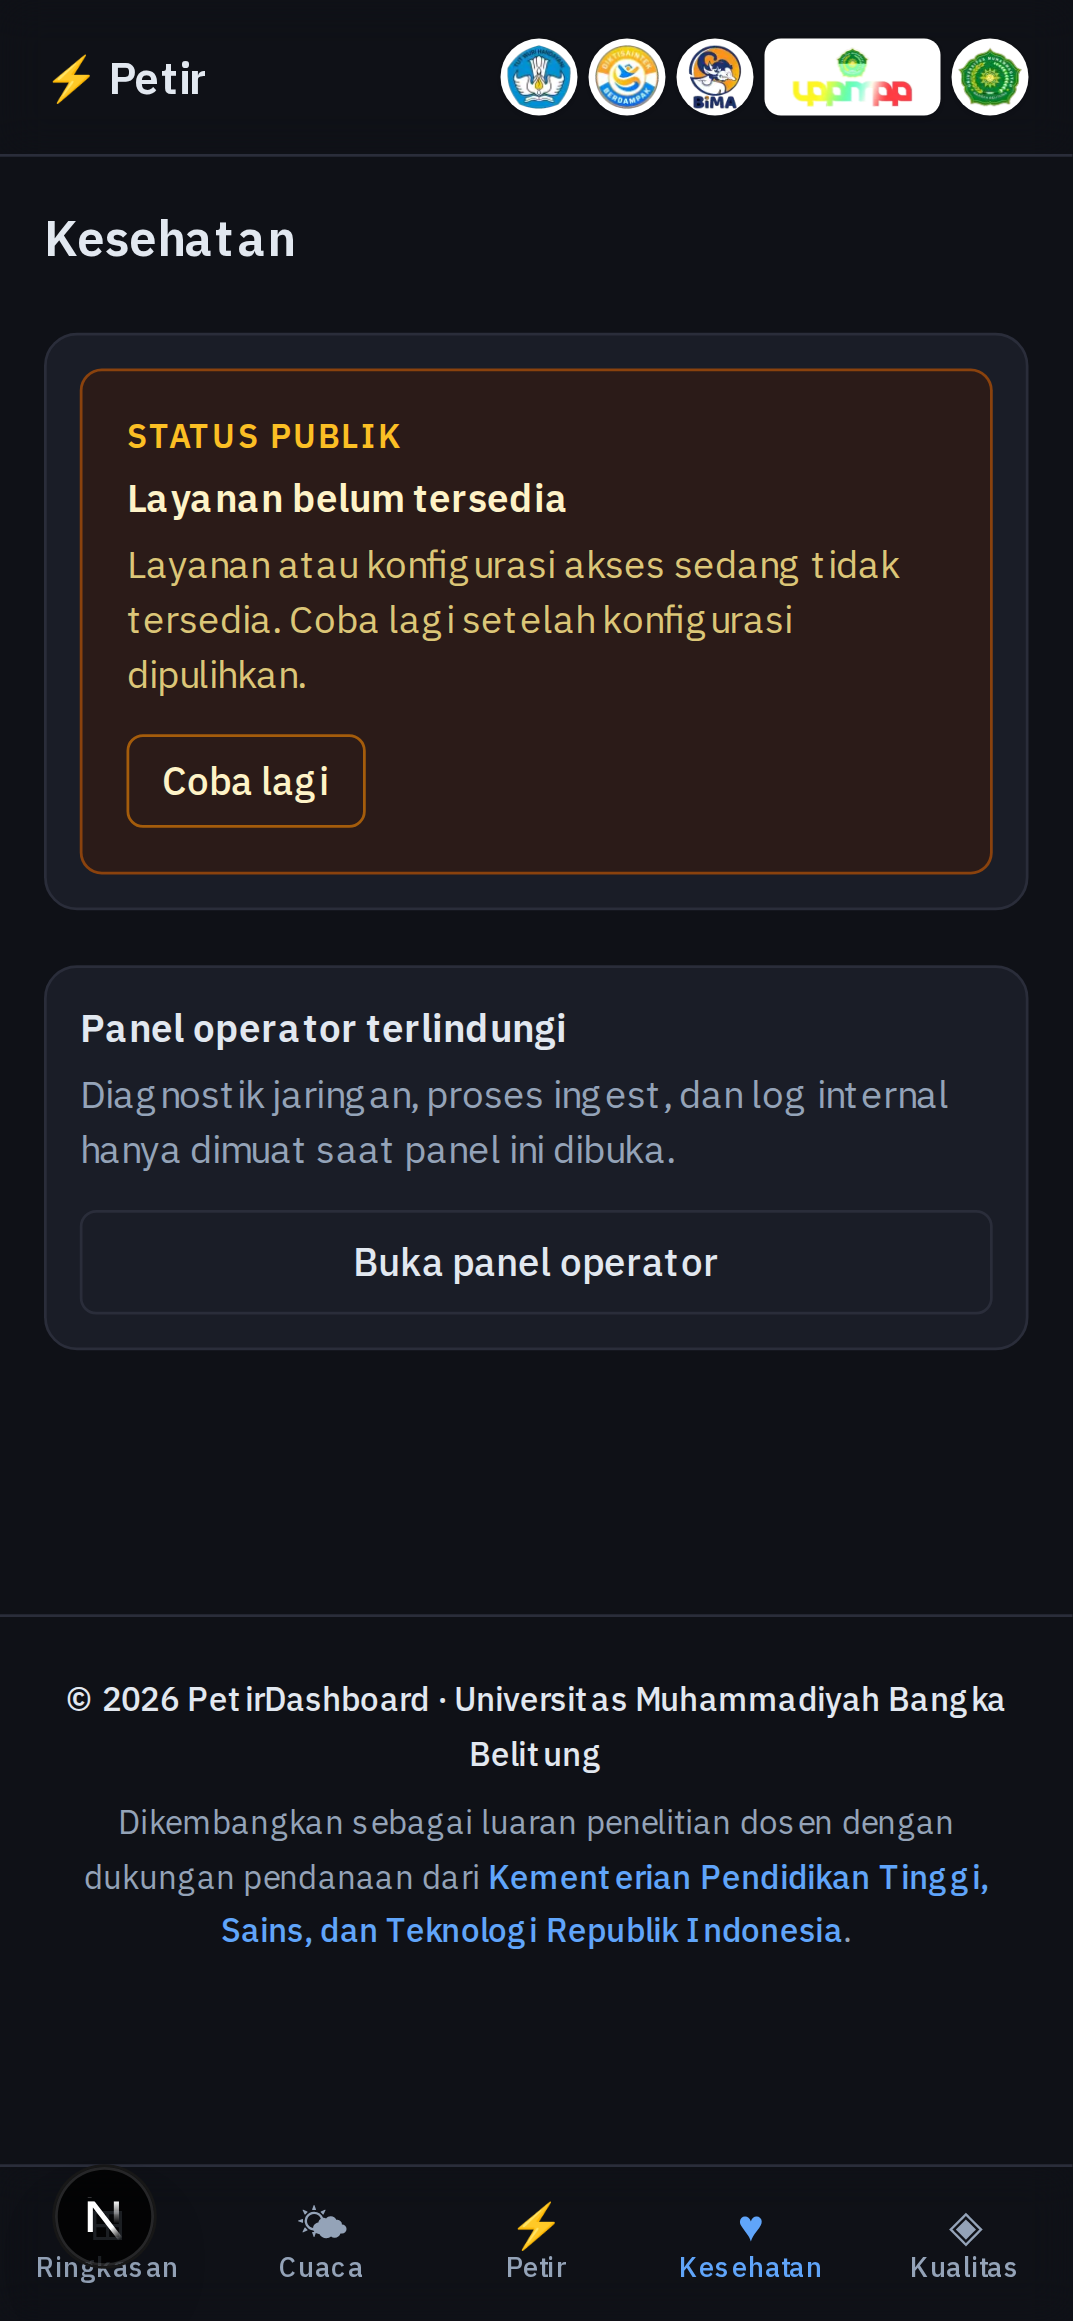 ⚡ Petir
BERDAMPAK
BiMA
Kesehatan
STATUS PUBLIK
Layanan belum tersedia
Layanan atau konfigurasi akses sedang tidak
tersedia. Coba lagi setelah konfigurasi
dipulihkan.
Coba lagi
Panel operator terlindungi
Diagnostik jaringan, proses ingest, dan log internal
hanya dimuat saat panel ini dibuka.
Buka panel operator
© 2026 PetirDashboard · Universitas Muhammadiyah Bangka
Belitung
Dikembangkan sebagai luaran penelitian dosen dengan
dukungan pendanaan dari Kementerian Pendidikan Tinggi,
Sains, dan Teknologi Republik Indonesia.
N
Ringkasan
Cuaca
Petir
Kesehatan
Kualitas